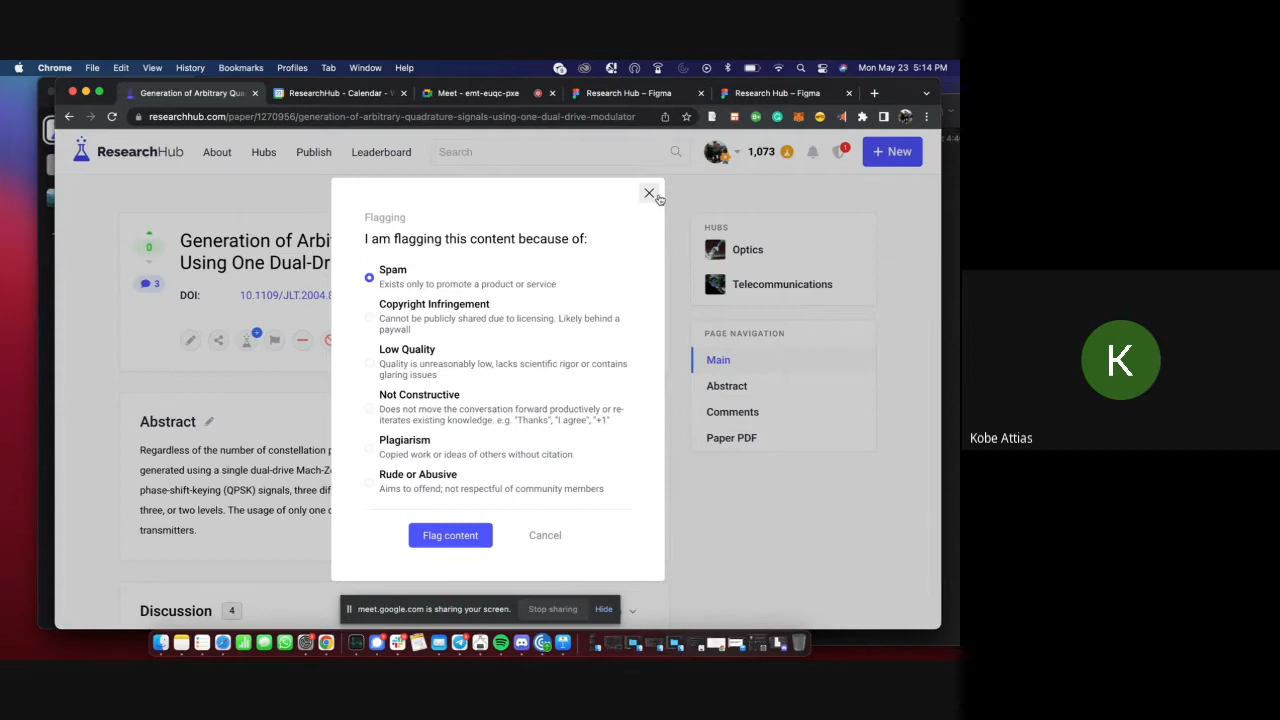 Chrome File Edit View History Bookmarks Profiles Tab Window Help Mon May 23 5:14 PM
Generation of Arbitrary Qua ResearchHub - Calendar - W Meet - emt-euqc-pxe Research Hub – Figma Research Hub – Figma
researchhub.com/paper/1270956/generation-of-arbitrary-quadrature-signals-using-one-dual-drive-modulator
ResearchHub About Hubs Publish Leaderboard Search 1,073 1 + New
Flagging
I am flagging this content because of:
Spam
Exists only to promote a product or service
Copyright Infringement
Cannot be publicly shared due to licensing. Likely behind a
paywall
Low Quality
Quality is unreasonably low, lacks scientific rigor or contains
glaring issues
Not Constructive
Does not move the conversation forward productively or re-
iterates existing knowledge. e.g. "Thanks", "I agree", "+1"
Plagiarism
Copied work or ideas of others without citation
Rude or Abusive
Aims to offend; not respectful of community members
Flag content Cancel
0
3
Generation of Arbi
Using One Dual-Dr
DOI: 10.1109/JLT.2004.8
Abstract
Regardless of the number of constellation p
generated using a single dual-drive Mach-Ze
phase-shift-keying (QPSK) signals, three dif
three, or two levels. The usage of only one o
transmitters.
Discussion 4
HUBS
Optics
Telecommunications
PAGE NAVIGATION
Main
Abstract
Comments
Paper PDF
meet.google.com is sharing your screen. Stop sharing Hide
K
Kobe Attias